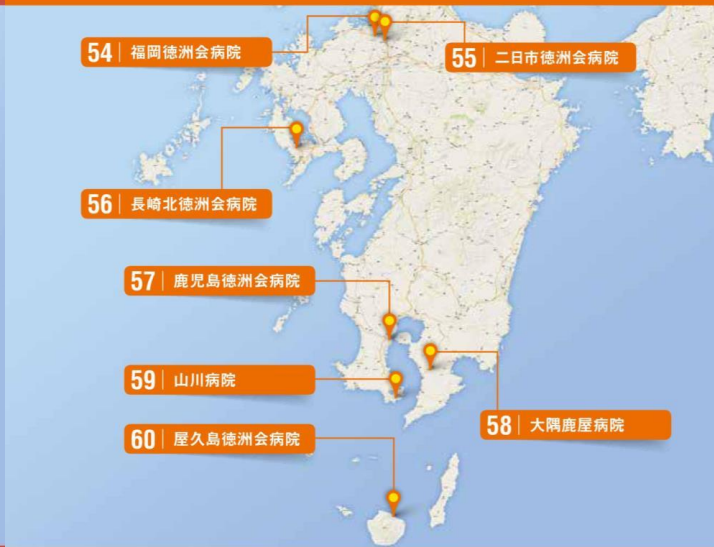 54 福岡徳洲会病院
55 二日市徳洲会病院
56 長崎北徳洲会病院
57 鹿児島徳洲会病院
59 山川病院
58 大隅鹿屋病院
60 屋久島徳洲会病院